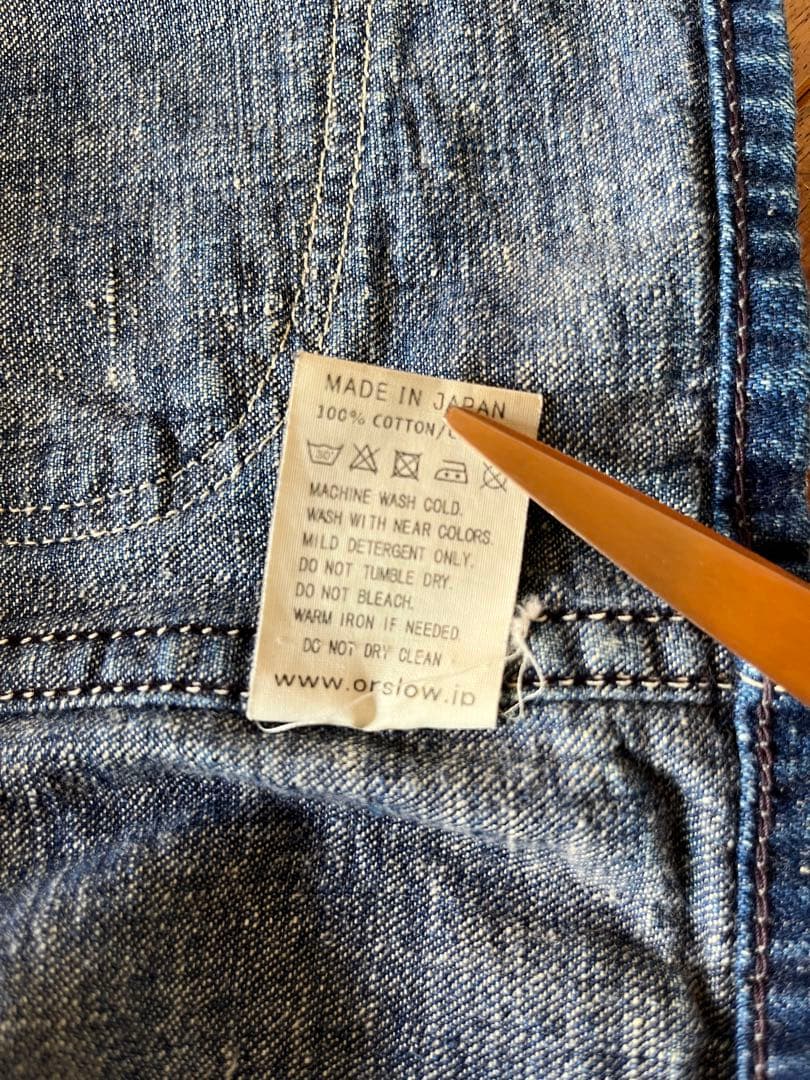 MADE IN JAPAN
100% COTTON/
30°
MACHINE WASH COLD.
WASH WITH NEAR COLORS.
MILD DETERGENT ONLY.
DO NOT TUMBLE DRY.
DO NOT BLEACH.
WARM IRON IF NEEDED
DO NOT DRY CLEAN
www.orslow.jp